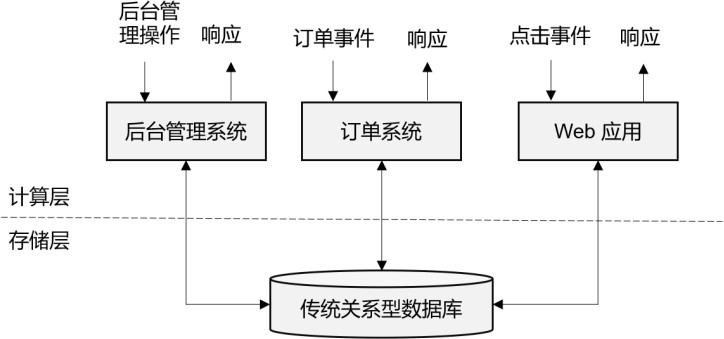 后台管
理操作
响应
订单事件
响应
点击事件
响应
后台管理系统
订单系统
Web 应用
计算层
存储层
传统关系型数据库